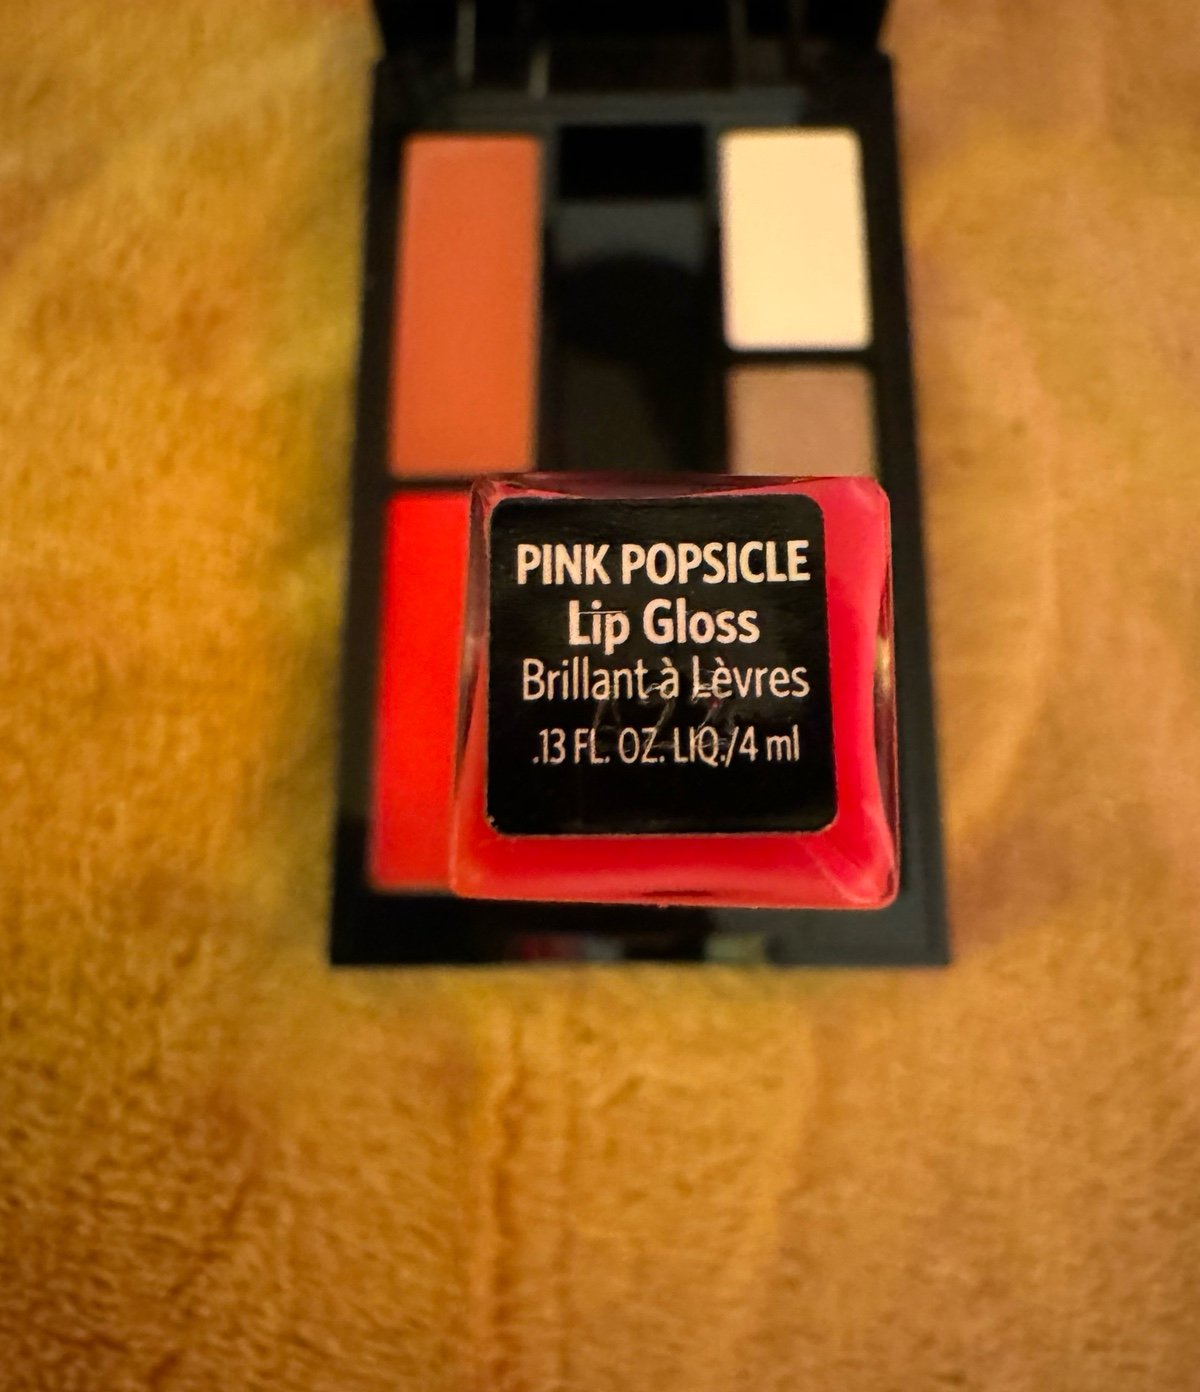 PINK POPSICLE
Lip Gloss
Brillant à Lèvres
.13 FL. OZ. LIQ./4 ml